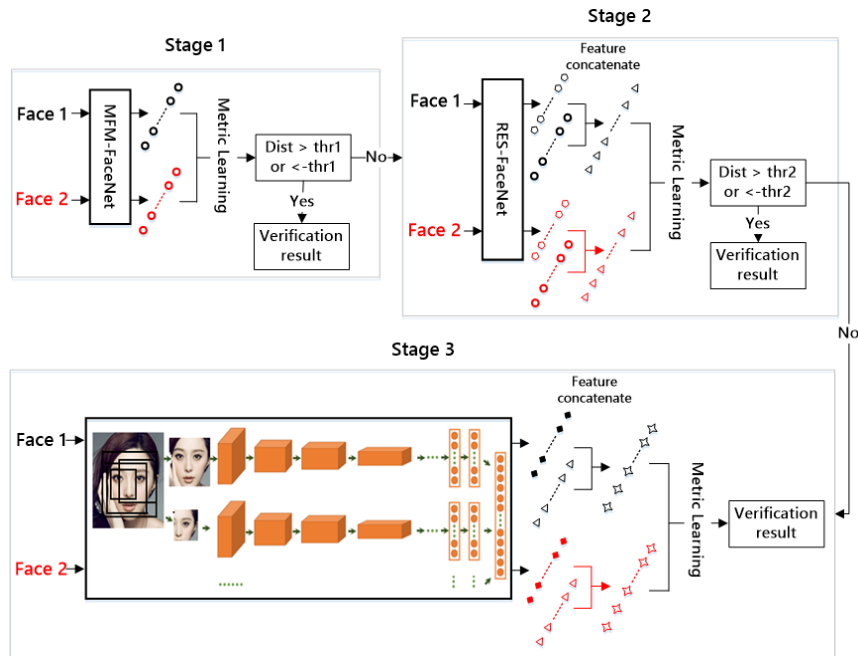 Stage 1
Face 1
Face 2
MFM-FaceNet
Metric Learning
Dist > thr1
or <-thr1
No
Yes
Verification
result
Stage 2
Feature
concatenate
Face 1
Face 2
RES-FaceNet
Metric Learning
Dist > thr2
or <-thr2
Yes
Verification
result
No
Stage 3
Feature
concatenate
Face 1
Face 2
Metric Learning
Verification
result